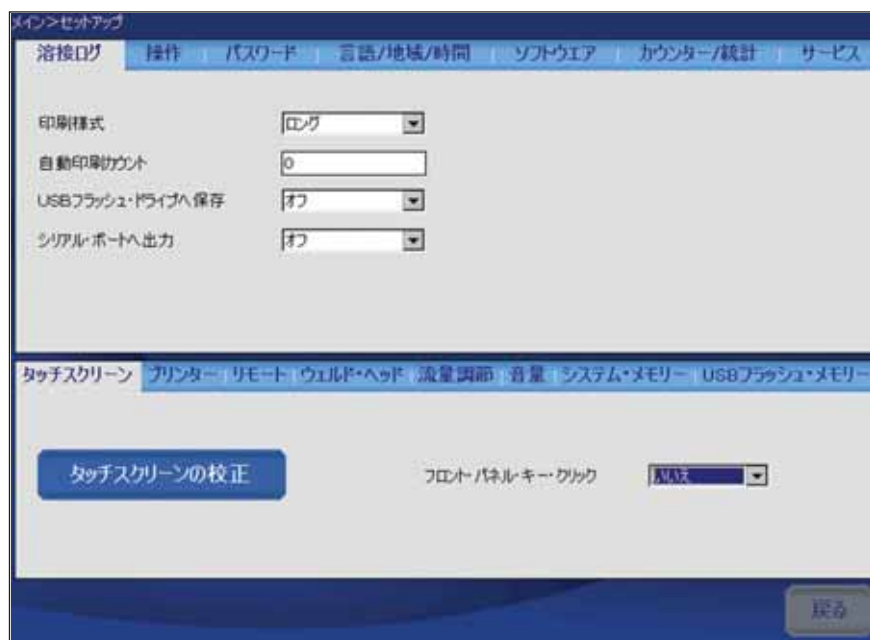 メイン>セットアップ
溶接ログ 操作 パスワード 言語/地域/時間 ソフトウエア カウンター/統計 サービス
印刷様式 ロング
自動印刷カウント 0
USBフラッシュ・ドライブへ保存 オフ
シリアル・ポートへ出力 オフ
タッチスクリーン プリンター リモート ウェルド・ヘッド 流量調節 音量 システム・メモリー USBフラッシュ・メモリー
タッチスクリーンの校正 フロント・パネル・キー・クリック いいえ
戻る